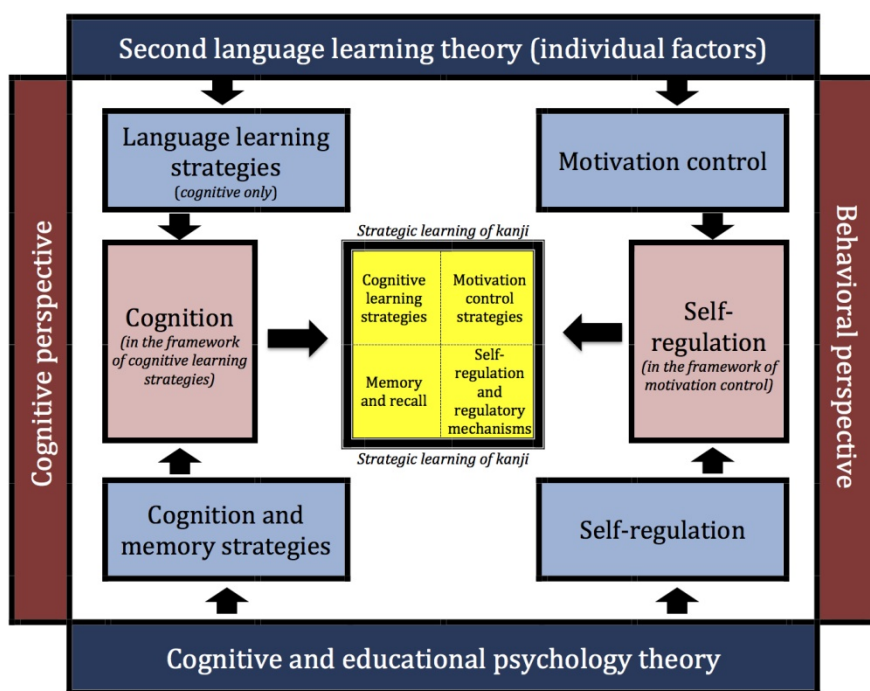 Second language learning theory (individual factors)
Cognitive perspective
Language learning
strategies
(cognitive only)
Motivation control
Behavioral perspective
Strategic learning of kanji
Cognition
(in the framework
of cognitive learning
strategies)
Cognitive
learning
strategies
Motivation
control
strategies
Memory
and recall
Self-
regulation
and
regulatory
mechanisms
Self-
regulation
(in the framework of
motivation control)
Strategic learning of kanji
Cognition and
memory strategies
Self-regulation
Cognitive and educational psychology theory